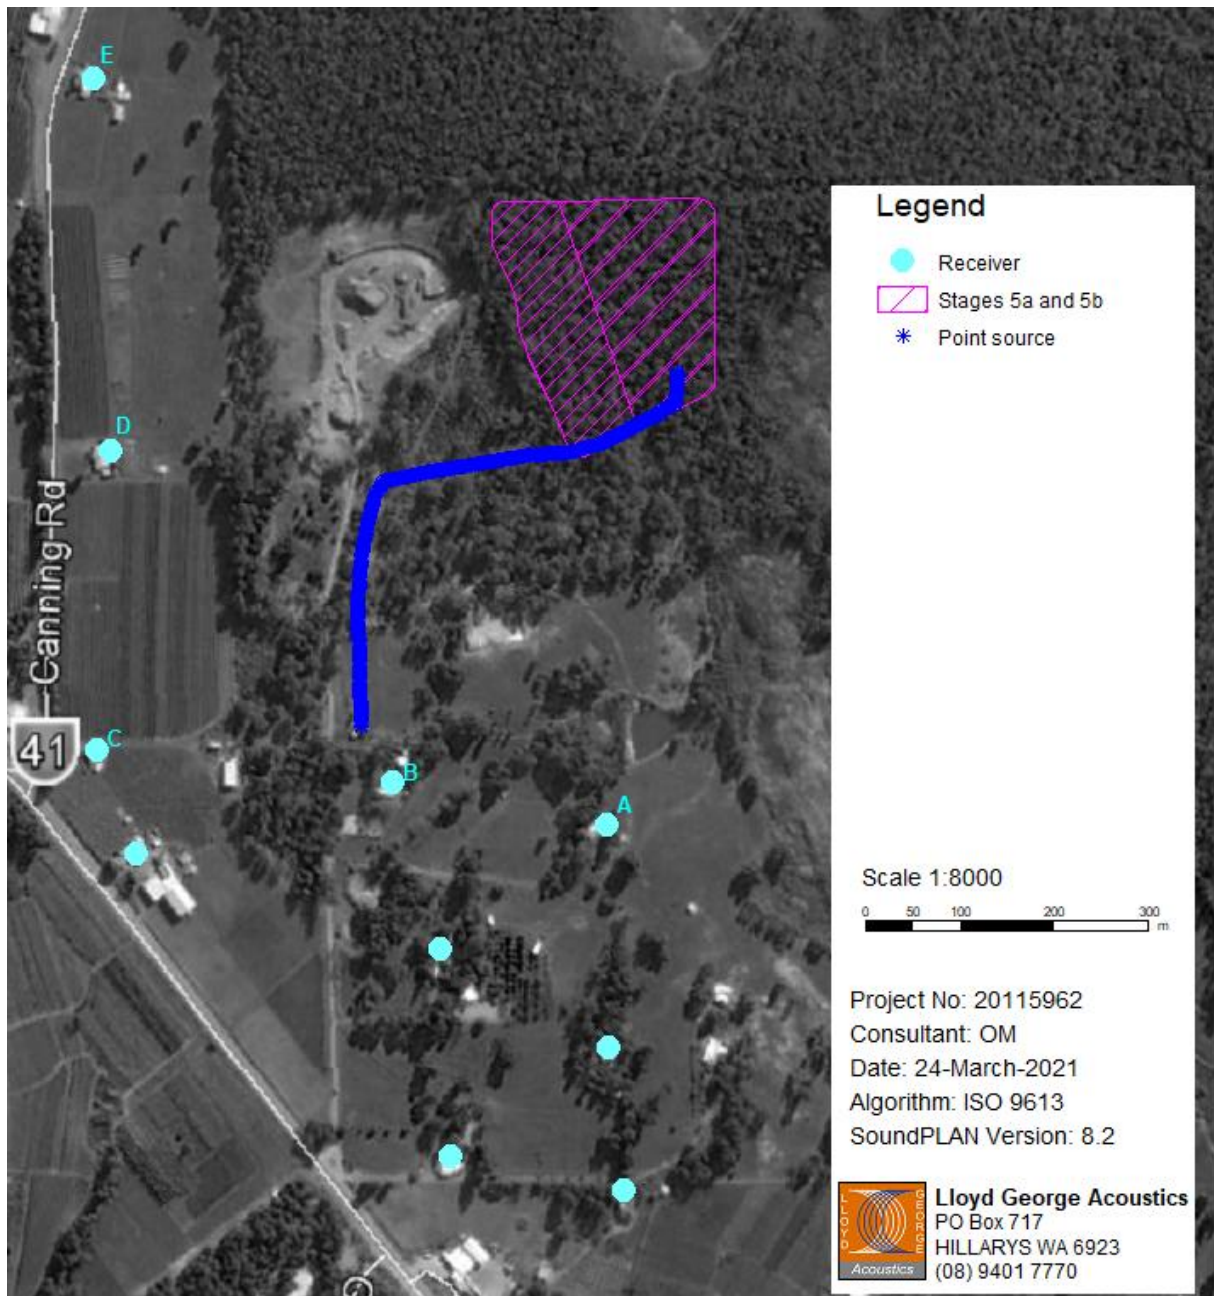 E
D
Canning-Rd
41
C
B
A
Legend
Receiver
Stages 5a and 5b
Point source
Scale 1:8000
0 50 100 200 300
m
Project No: 20115962
Consultant: OM
Date: 24-March-2021
Algorithm: ISO 9613
SoundPLAN Version: 8.2
LLOYD
GEORGE
Acoustics
Lloyd George Acoustics
PO Box 717
HILLARYS WA 6923
(08) 9401 7770